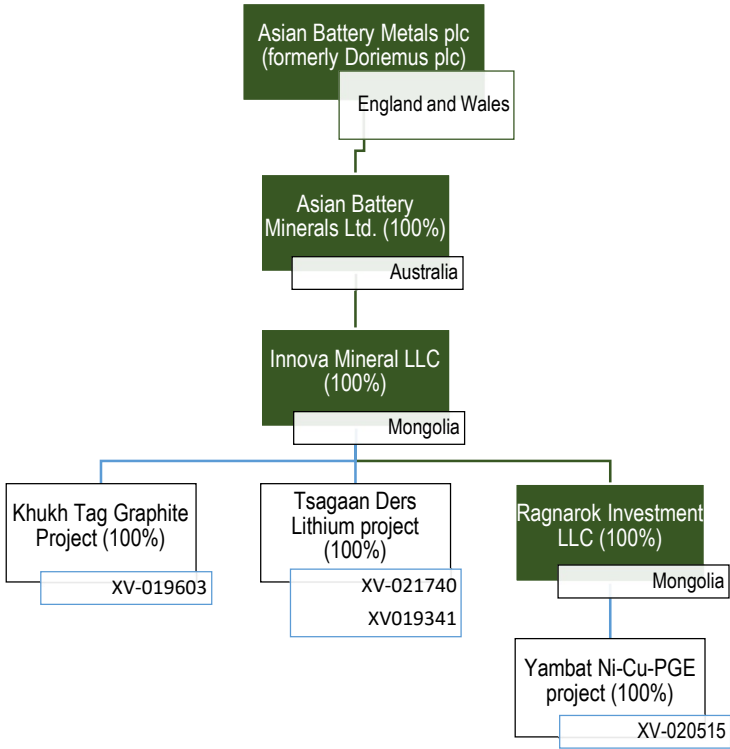 Asian Battery Metals plc
(formerly Doriemus plc)
England and Wales
Asian Battery
Minerals Ltd. (100%)
Australia
Innova Mineral LLC
(100%)
Mongolia
Khukh Tag Graphite
Project (100%)
XV-019603
Tsagaan Ders
Lithium project
(100%)
XV-021740
XV019341
Ragnarok Investment
LLC (100%)
Mongolia
Yambat Ni-Cu-PGE
project (100%)
XV-020515